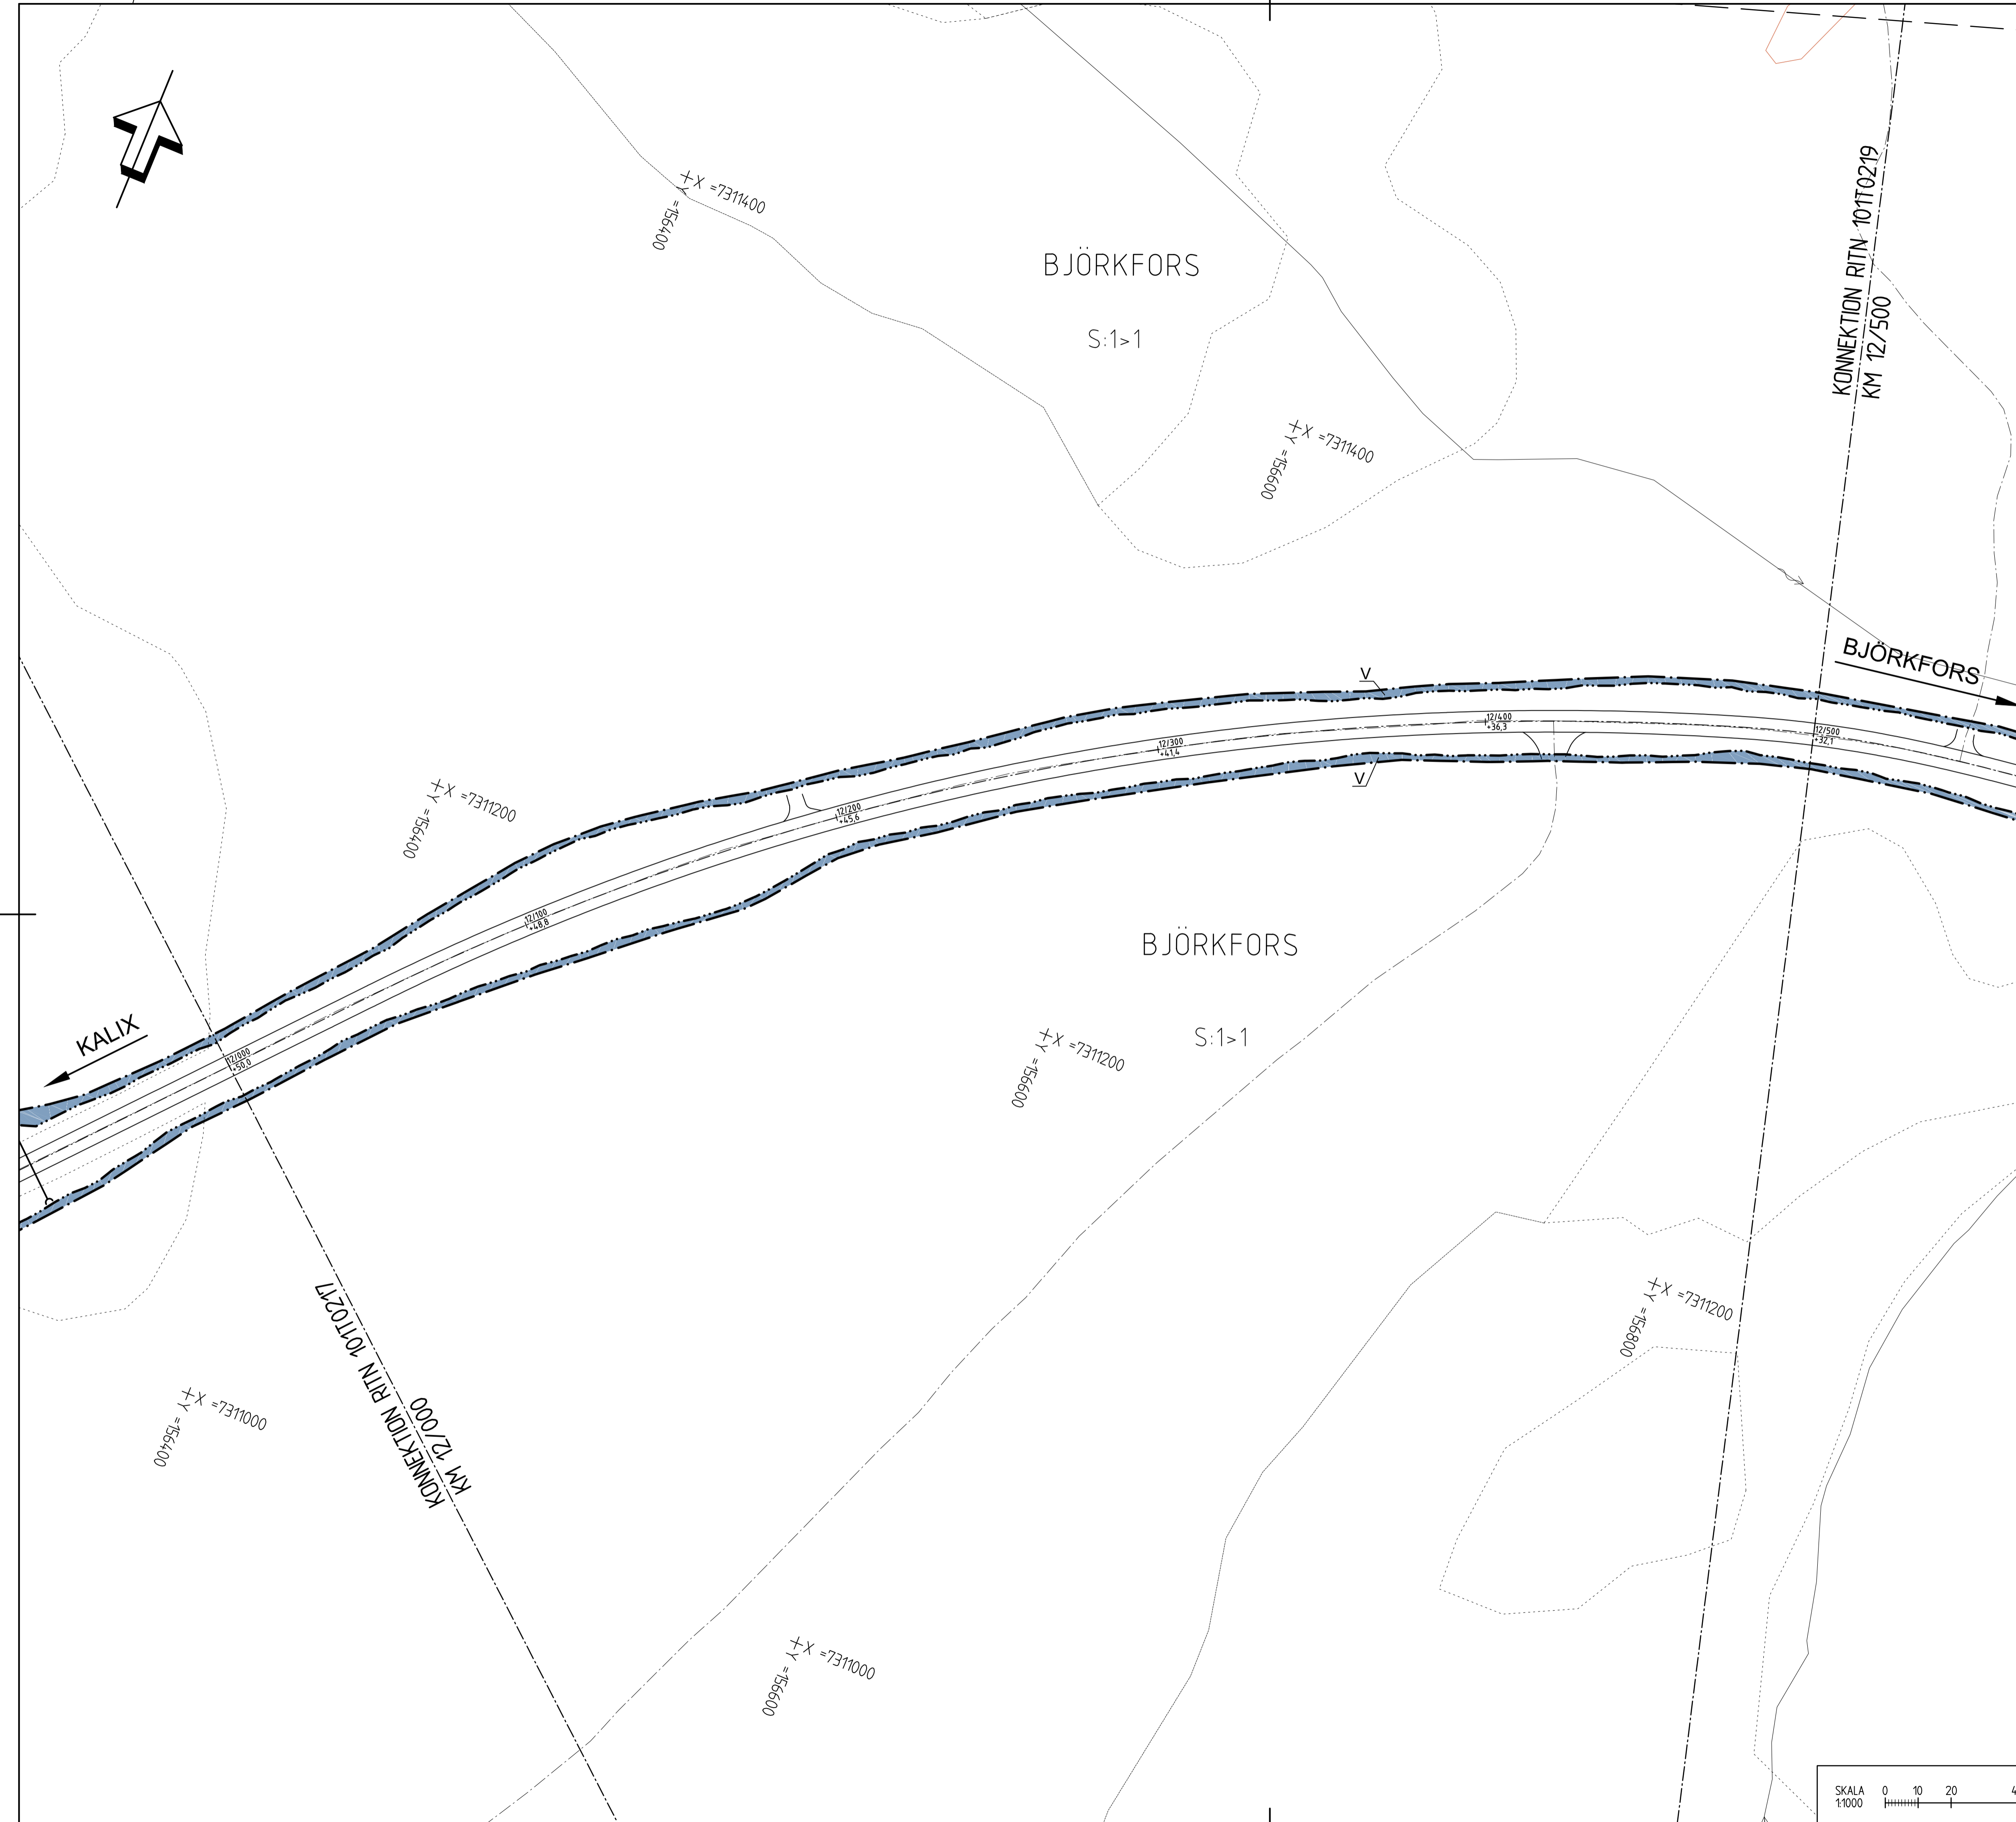 X =7311400
Y =156400
BJÖRKFORS
S:1>1
KONNEKTION RITN 101T0219
KM 12/500
X =7311400
Y =156600
BJÖRKFORS
V
12/400
+36,3
12/500
+32,1
12/300
+41,4
V
X =7311200
Y =156400
12/200
+45,6
12/100
+48,8
BJÖRKFORS
S:1>1
KALIX
12/000
+50,0
X =7311200
Y =156600
KONNEKTION RITN 101T0217
KM 12/000
X =7311200
Y =156800
X =7311000
Y =156400
X =7311000
Y =156600
SKALA 0 10 20 4
1:1000